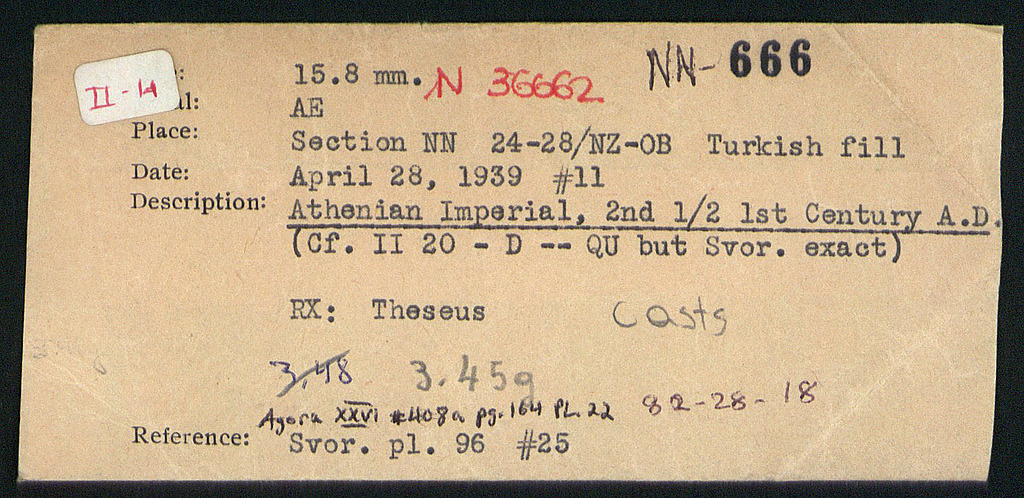 NN-666
II-14
: 15.8 mm. N 36662
al: AE
Place: Section NN 24-28/NZ-OB Turkish fill
Date: April 28, 1939 #11
Description: Athenian Imperial, 2nd 1/2 1st Century A.D.
(Cf. II 20 - D -- QU but Svor. exact)
RX: Theseus casts
3.48 3.45g
Agora XXVI #408a pg. 164 PL. 22 82-28-18
Reference: Svor. pl. 96 #25